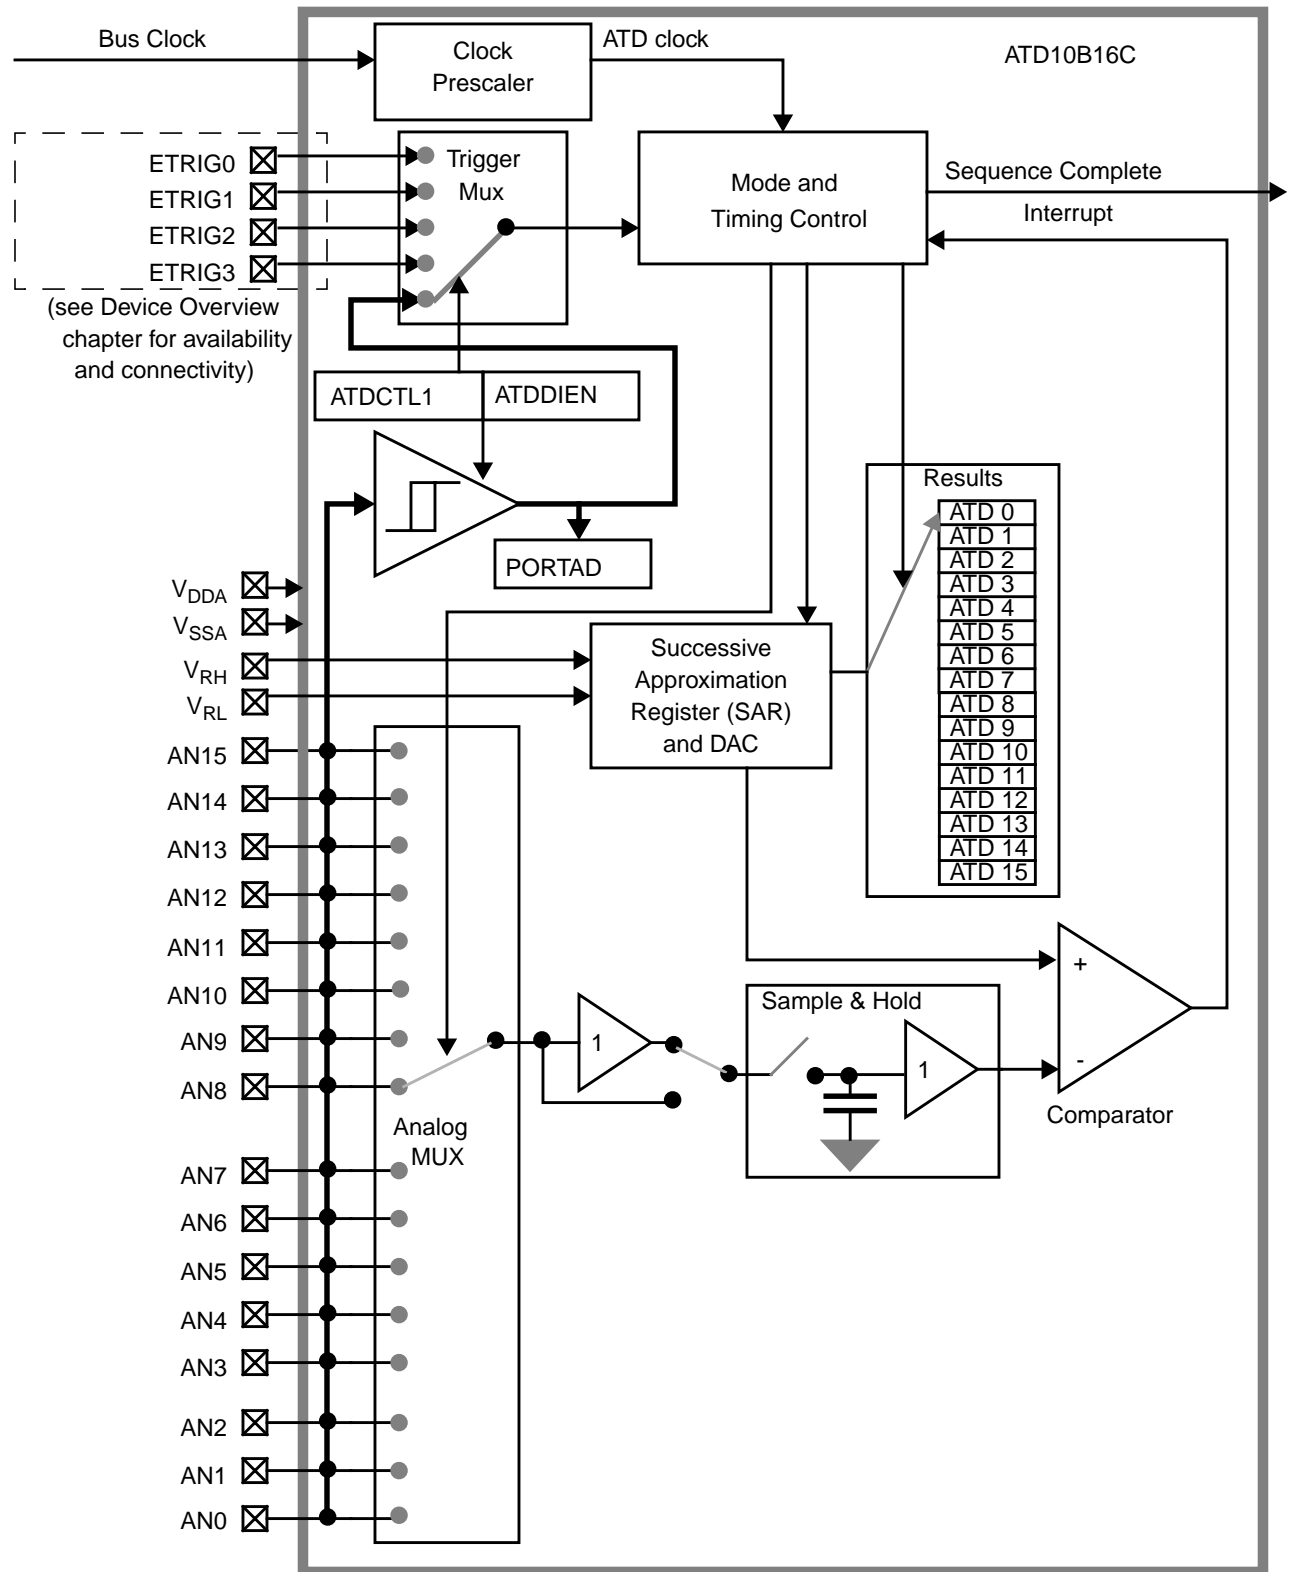 Bus Clock
Clock
Prescaler
ATD clock
ATD10B16C
ETRIG0
ETRIG1
ETRIG2
ETRIG3
(see Device Overview
chapter for availability
and connectivity)
Trigger
Mux
Mode and
Timing Control
Sequence Complete
Interrupt
ATDCTL1
ATDDIEN
PORTAD
Results
ATD 0
ATD 1
ATD 2
ATD 3
ATD 4
ATD 5
ATD 6
ATD 7
ATD 8
ATD 9
ATD 10
ATD 11
ATD 12
ATD 13
ATD 14
ATD 15
VDDA
VSSA
VRH
VRL
Successive
Approximation
Register (SAR)
and DAC
AN15
AN14
AN13
AN12
AN11
AN10
AN9
AN8
AN7
AN6
AN5
AN4
AN3
AN2
AN1
AN0
Analog
MUX
1
Sample & Hold
1
+
-
Comparator